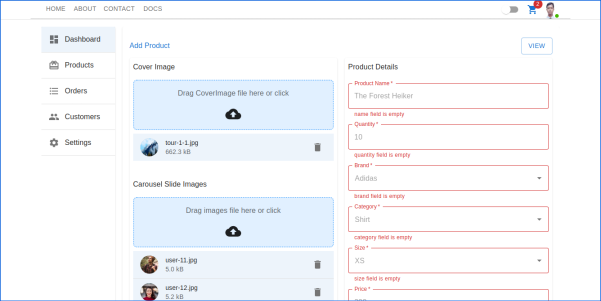 HOME ABOUT CONTACT DOCS
2
Dashboard
Products
Orders
Customers
Settings
Add Product
VIEW
Cover Image
Drag CoverImage file here or click
tour-1-1.jpg
662.3 kB
Carousel Slide Images
Drag images file here or click
user-11.jpg
5.0 kB
user-12.jpg
5.2 kB
Product Details
Product Name *
The Forest Heiker
name field is empty
Quantity *
10
quantity field is empty
Brand *
Adidas
brand field is empty
Category *
Shirt
category field is empty
Size *
XS
size field is empty
Price *